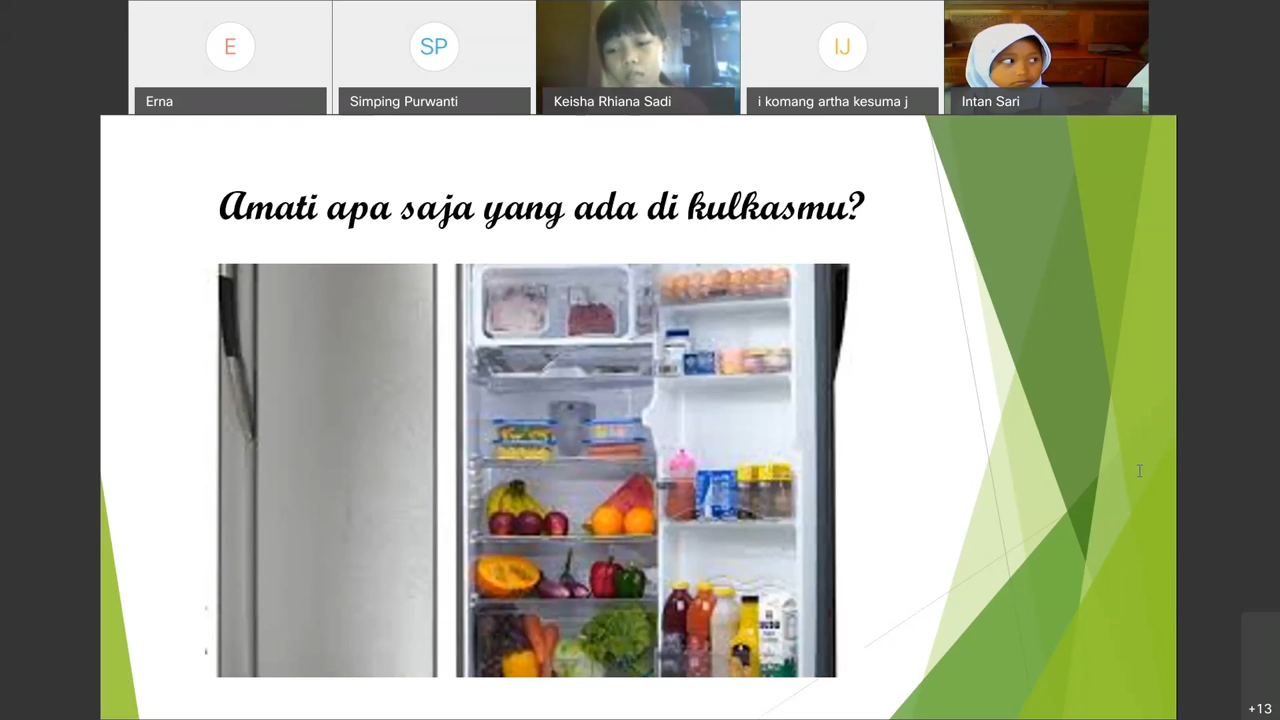 E
SP
IJ
Erna
Simping Purwanti
Keisha Rhiana Sadi
i komang artha kesuma j
Intan Sari
Amati apa saja yang ada di kulkasmu?
+13